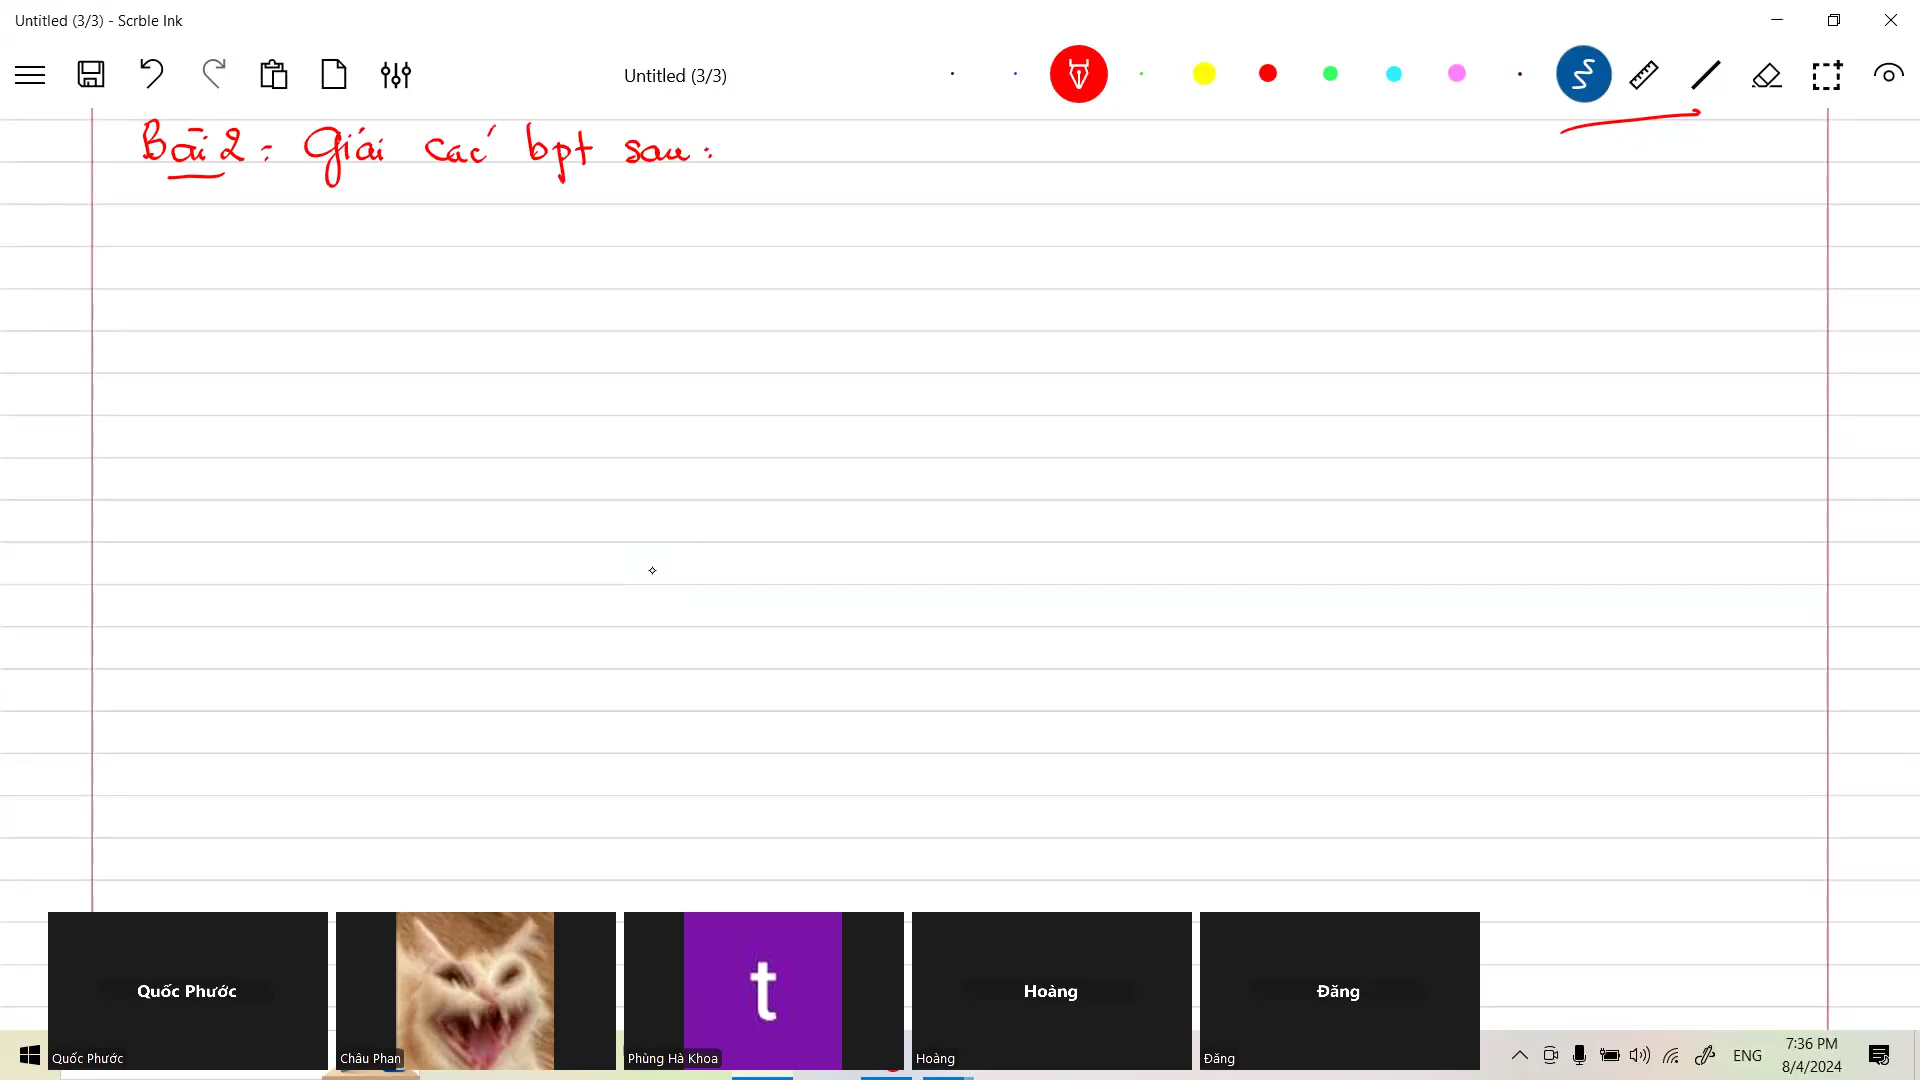 Untitled (3/3) - Scrble Ink
Untitled (3/3)
Bài 2: Giải các bpt sau:
Quốc Phước
t
Hoàng
Đăng
Quốc Phước
Châu Phan
Phùng Hà Khoa
Hoàng
Đăng
ENG
7:36 PM
8/4/2024